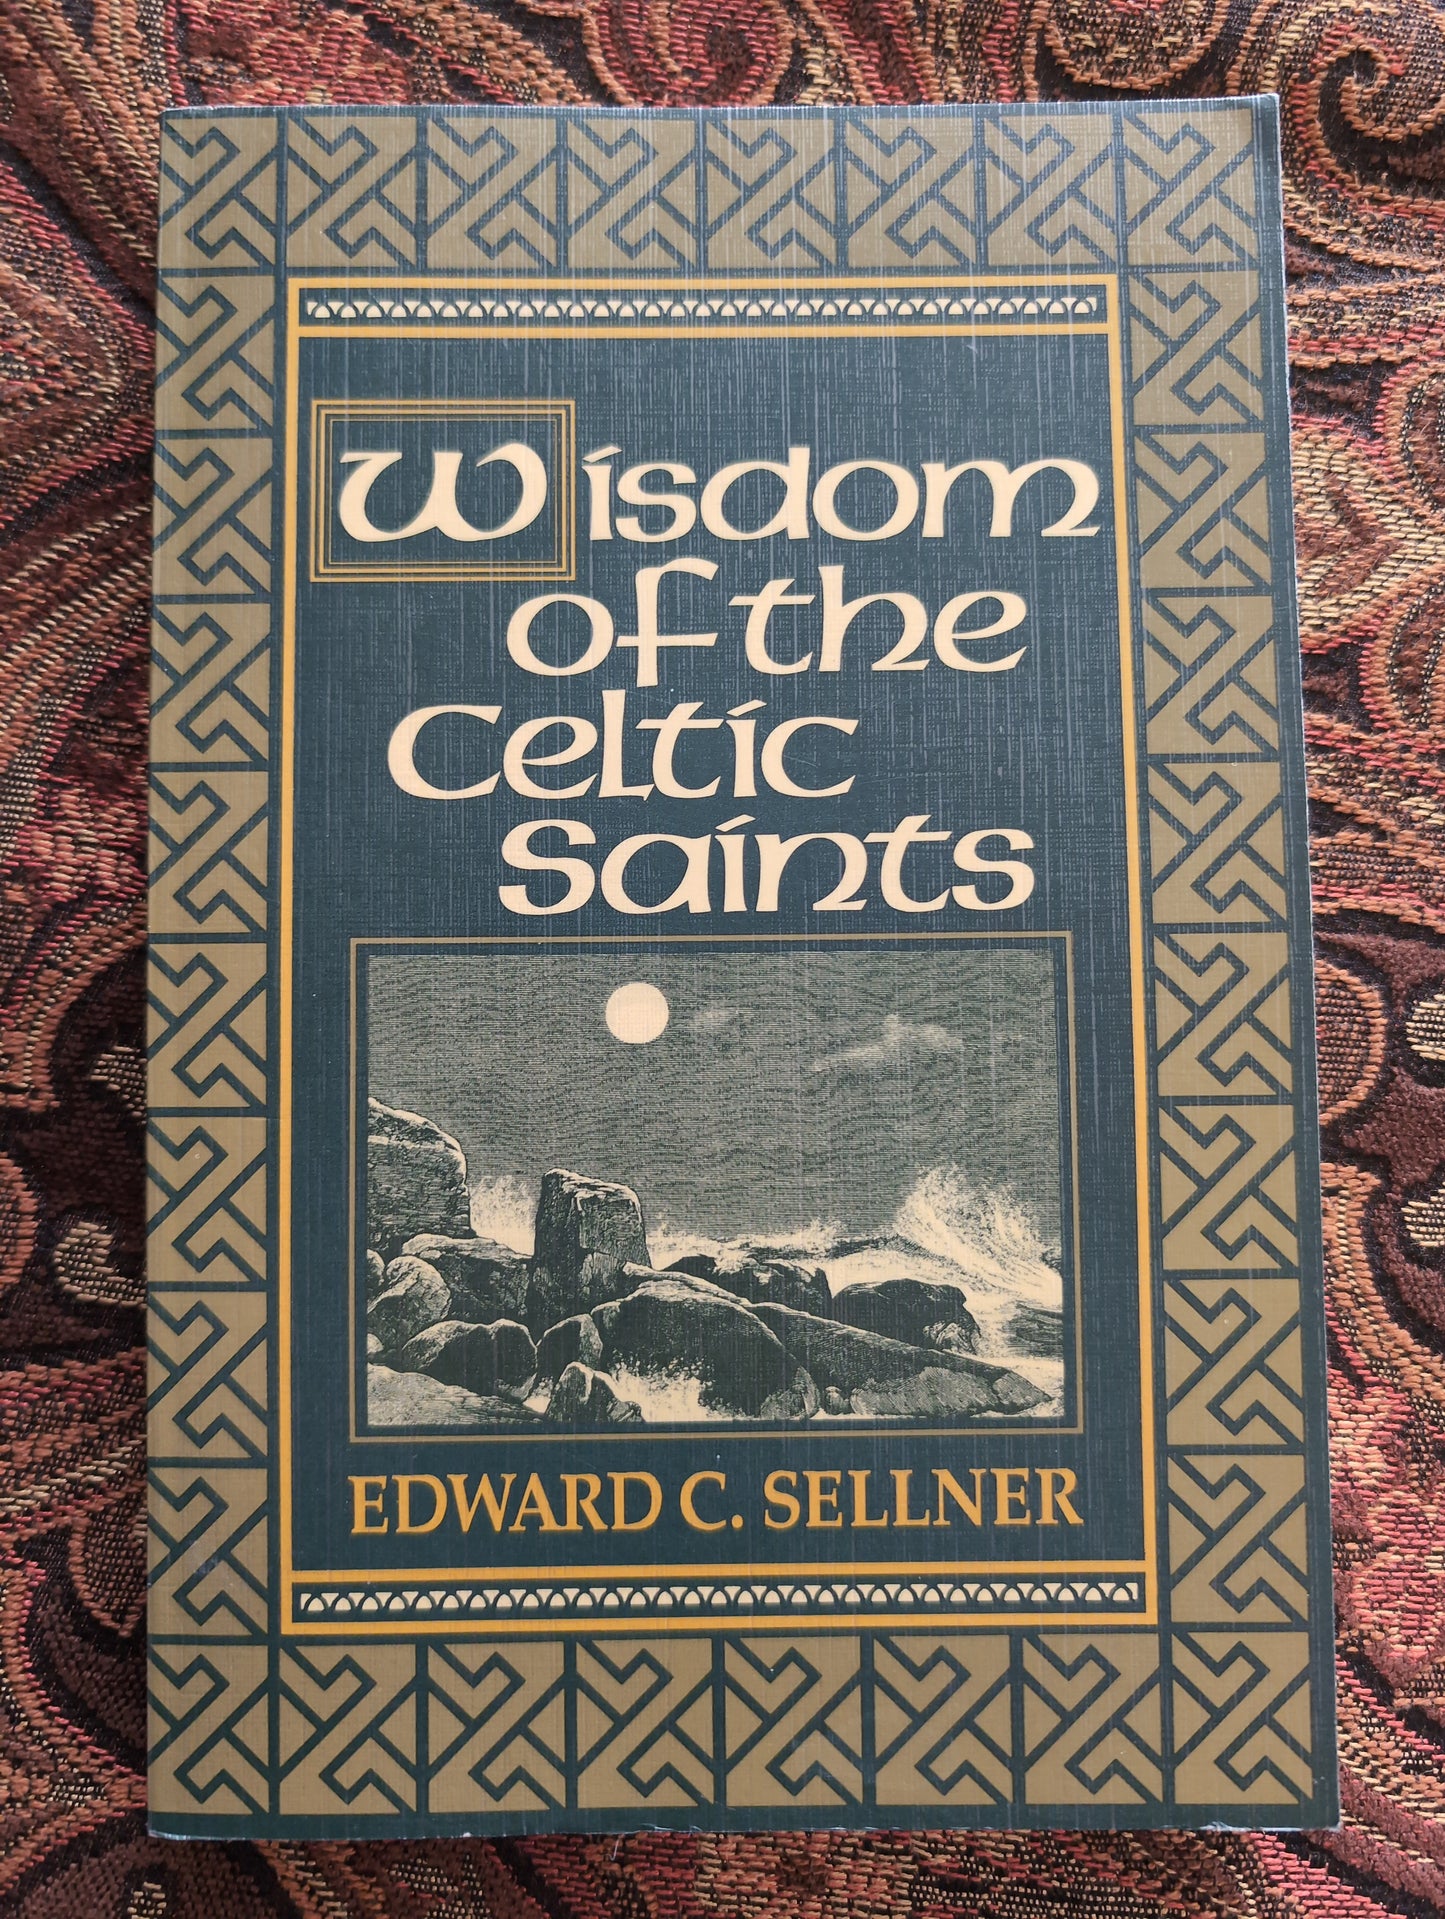 Wisdom
of the
Celtic
Saints
EDWARD C. SELLNER